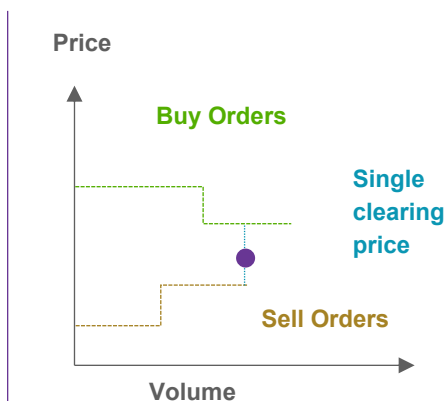 Price
Buy Orders
Single
clearing
price
Sell Orders
Volume